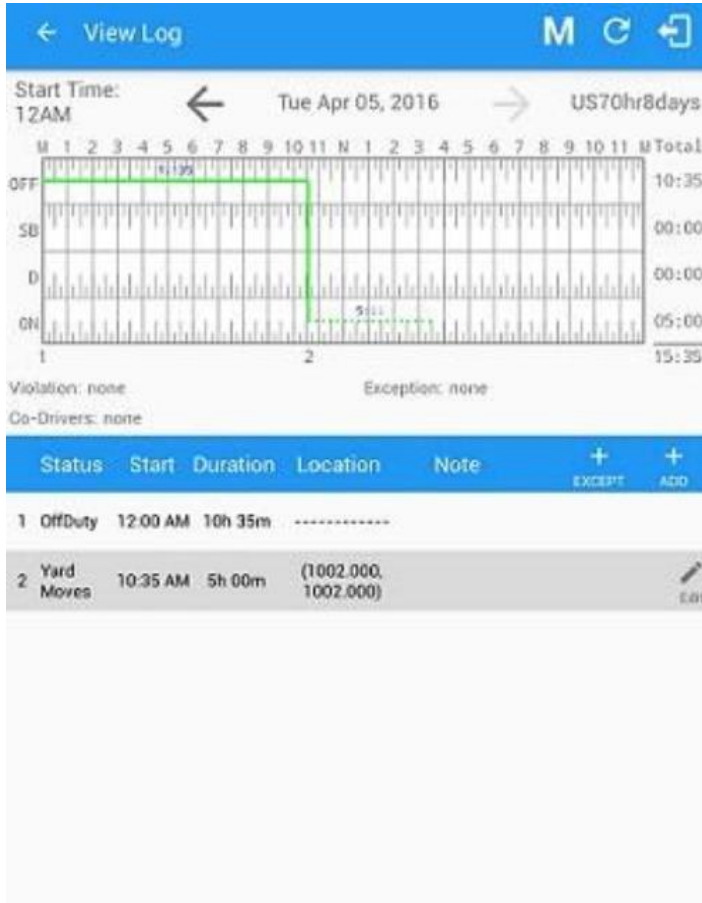 View Log M
Start Time:
12AM
Tue Apr 05, 2016
US70hr8days
M 1 2 3 4 5 6 7 8 9 10 11 N 1 2 3 4 5 6 7 8 9 10 11 M Total
OFF 10:35
SB 00:00
D 00:00
ON 05:00
1 2 15:35
Violation: none Exception: none
Co-Drivers: none
Status Start Duration Location Note + EXCEPT + ADD
1 OffDuty 12:00 AM 10h 35m ------------
2 Yard Moves 10:35 AM 5h 00m (1002.000, 1002.000)